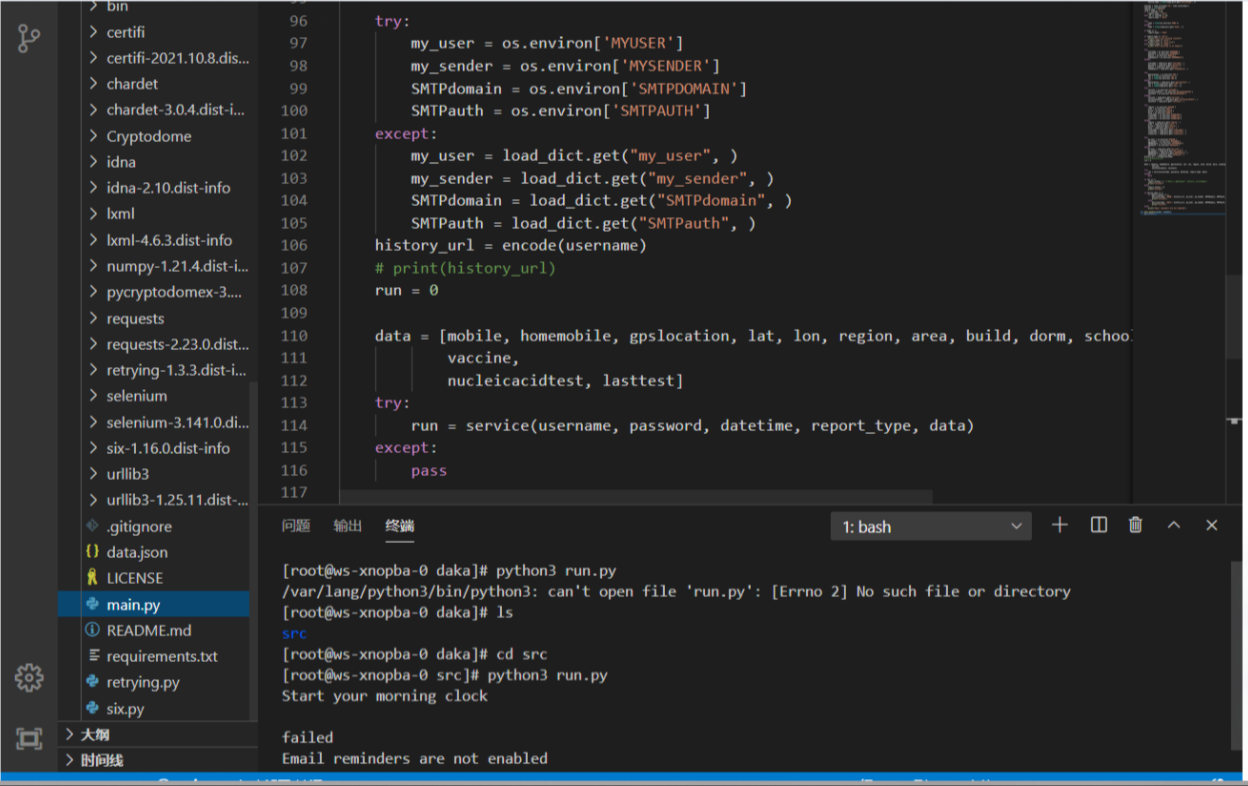 bin
certifi
certifi-2021.10.8.dis...
chardet
chardet-3.0.4.dist-i...
Cryptodome
idna
idna-2.10.dist-info
lxml
lxml-4.6.3.dist-info
numpy-1.21.4.dist-i...
pycryptodomex-3....
requests
requests-2.23.0.dist...
retrying-1.3.3.dist-i...
selenium
selenium-3.141.0.di...
six-1.16.0.dist-info
urllib3
urllib3-1.25.11.dist-...
.gitignore
{} data.json
LICENSE
main.py
README.md
requirements.txt
retrying.py
six.py
大纲
时间线
96 try:
97 my_user = os.environ['MYUSER']
98 my_sender = os.environ['MYSENDER']
99 SMTPdomain = os.environ['SMTPDOMAIN']
100 SMTPauth = os.environ['SMTPAUTH']
101 except:
102 my_user = load_dict.get("my_user", )
103 my_sender = load_dict.get("my_sender", )
104 SMTPdomain = load_dict.get("SMTPdomain", )
105 SMTPauth = load_dict.get("SMTPauth", )
106 history_url = encode(username)
107 # print(history_url)
108 run = 0
109
110 data = [mobile, homemobile, gpslocation, lat, lon, region, area, build, dorm, school
111 vaccine,
112 nucleicacidtest, lasttest]
113 try:
114 run = service(username, password, datetime, report_type, data)
115 except:
116 pass
117
问题 输出 终端
1: bash
[root@ws-xnopba-0 daka]# python3 run.py
/var/lang/python3/bin/python3: can't open file 'run.py': [Errno 2] No such file or directory
[root@ws-xnopba-0 daka]# ls
src
[root@ws-xnopba-0 daka]# cd src
[root@ws-xnopba-0 src]# python3 run.py
Start your morning clock
failed
Email reminders are not enabled